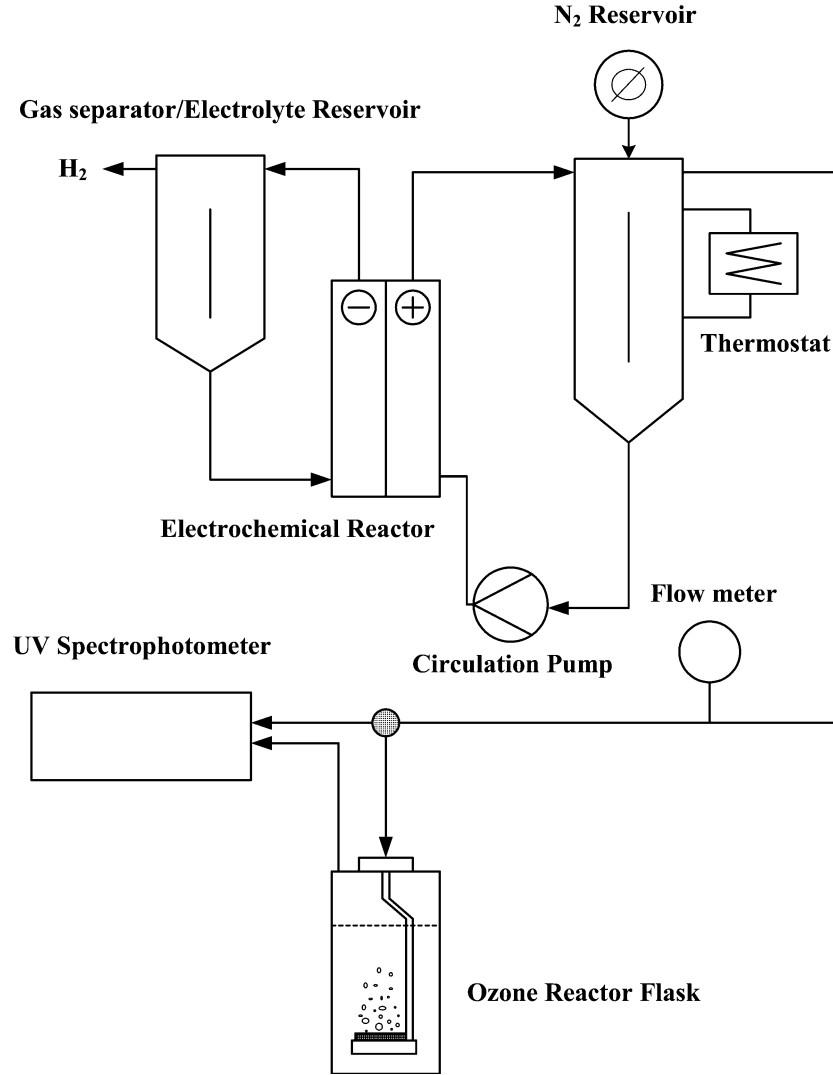 N₂ Reservoir
Gas separator/Electrolyte Reservoir
H₂
Thermostat
Electrochemical Reactor
Flow meter
UV Spectrophotometer
Circulation Pump
Ozone Reactor Flask